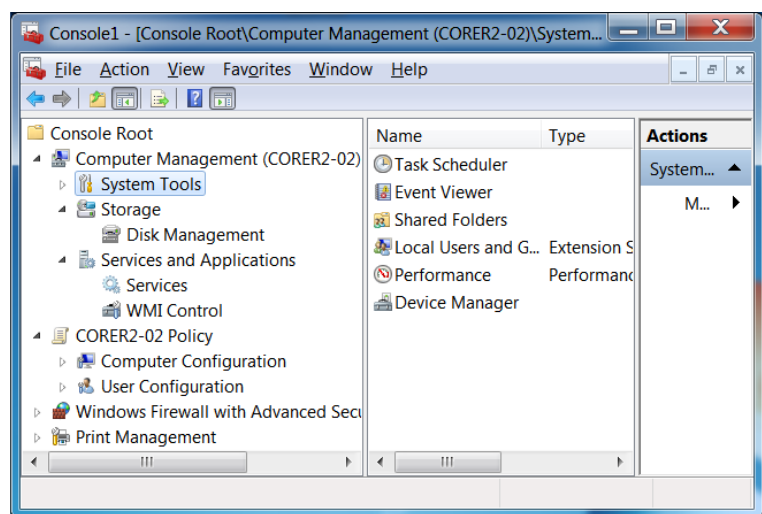 Console1 - [Console Root\Computer Management (CORER2-02)\System...
File Action View Favorites Window Help
Console Root
Computer Management (CORER2-02)
System Tools
Storage
Disk Management
Services and Applications
Services
WMI Control
CORER2-02 Policy
Computer Configuration
User Configuration
Windows Firewall with Advanced Secu
Print Management
Name Type
Task Scheduler
Event Viewer
Shared Folders
Local Users and G... Extension S
Performance Performanc
Device Manager
Actions
System...
M...